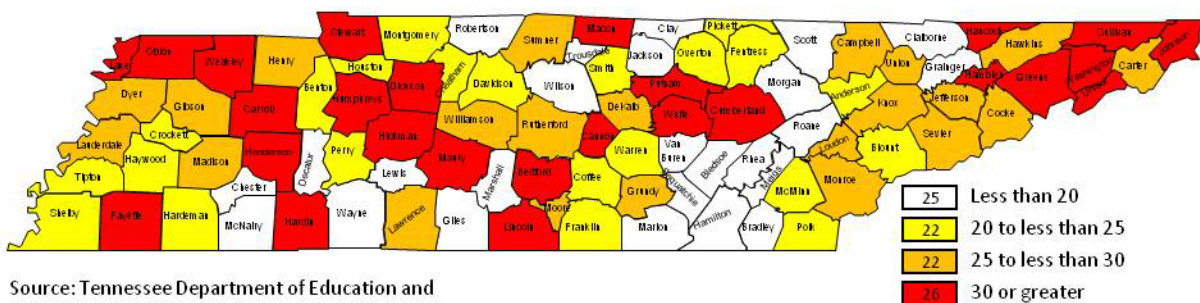 Stewart Montgomery Robertson Sumner Macon Clay Pickett Scott Campbell Claiborne Hancock Hawkins Sullivan Johnson
Obion Weakley Henry Houston Cheatham Davidson Trousdale Smith Jackson Overton Fentress Morgan Union Grainger Hamblen Greene Washington Unicoi Carter
Dyer Gibson Carroll Benton Humphreys Dickson Wilson DeKalb Putnam White Cumberland Anderson Knox Jefferson Cocke
Lauderdale Crockett Haywood Madison Henderson Decatur Perry Hickman Williamson Rutherford Cannon Warren Van Buren Bledsoe Rhea Roane Loudon Blount Sevier
Tipton Chester Lewis Maury Marshall Bedford Coffee Grundy Sequatchie Meigs McMinn Monroe
Shelby Fayette Hardeman McNairy Hardin Wayne Lawrence Giles Lincoln Moore Franklin Marion Hamilton Bradley Polk
25 Less than 20
22 20 to less than 25
22 25 to less than 30
26 30 or greater
Source: Tennessee Department of Education and